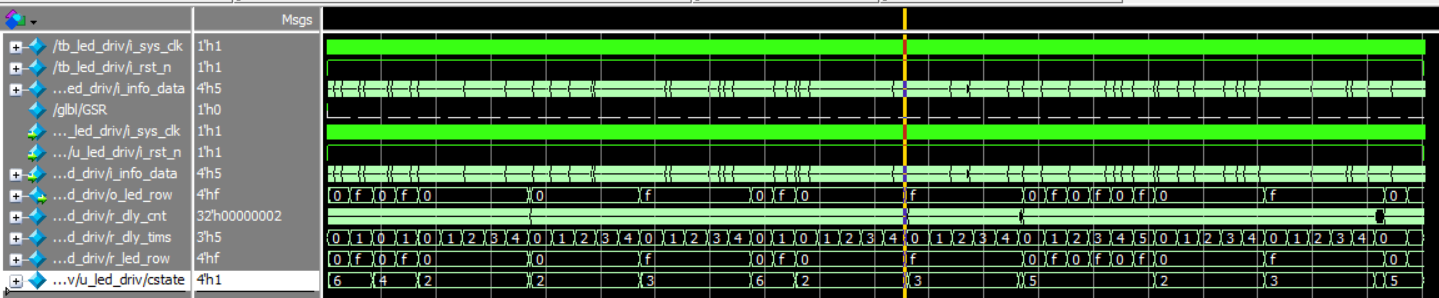 Msgs
/tb_led_driv/i_sys_clk 1'h1
/tb_led_driv/i_rst_n 1'h1
...ed_driv/i_info_data 4'h5
/glbl/GSR 1'h0
..._led_driv/i_sys_clk 1'h1
.../u_led_driv/i_rst_n 1'h1
...d_driv/i_info_data 4'h5
...d_driv/o_led_row 4'hf 0 f 0 f 0 0 f 0 f 0 f 0 f 0 f 0 f 0 f 0
...d_driv/r_dly_cnt 32'h00000002
...d_driv/r_dly_tims 3'h5 0 1 0 1 0 1 2 3 4 0 1 2 3 4 0 1 2 3 4 0 1 0 1 2 3 4 0 1 2 3 4 0 1 2 3 4 5 0 1 2 3 4 0 1 2 3 4 0
...d_driv/r_led_row 4'hf 0 f 0 f 0 0 f 0 f 0 f 0 f 0 f 0 f 0 f 0
...v/u_led_driv/cstate 4'h1 6 4 2 2 3 6 2 3 5 2 3 5